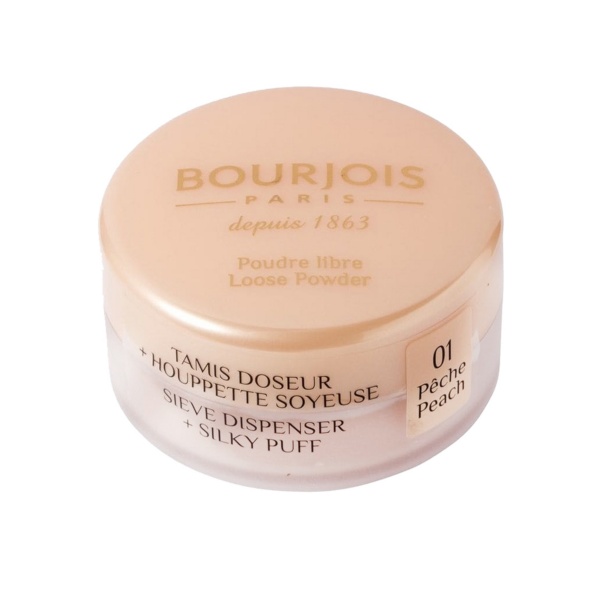 BOURJOIS
PARIS
depuis 1863
Poudre libre
Loose Powder
TAMIS DOSEUR
+ HOUPPETTE SOYEUSE
SIEVE DISPENSER
+ SILKY PUFF
01
Pêche
Peach